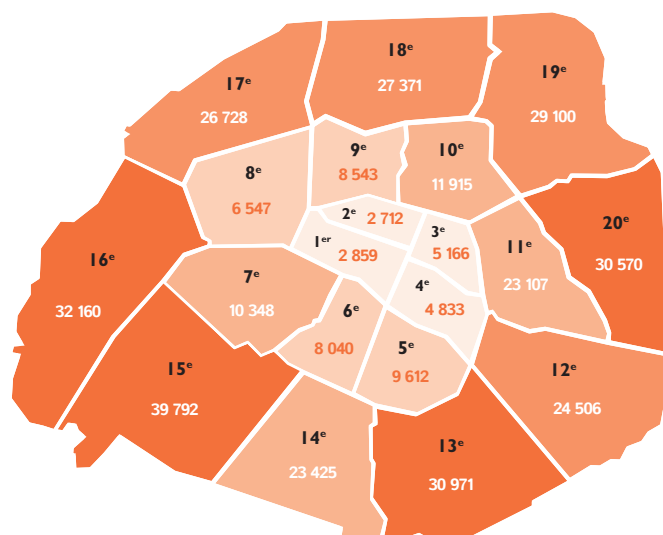 18ᵉ
27 371
17ᵉ
26 728
19ᵉ
29 100
9ᵉ
8 543
10ᵉ
11 915
8ᵉ
6 547
2ᵉ 2 712
1ᵉʳ
2 859
3ᵉ
5 166
20ᵉ
30 570
11ᵉ
23 107
16ᵉ
32 160
7ᵉ
10 348
4ᵉ
4 833
6ᵉ
8 040
5ᵉ
9 612
15ᵉ
39 792
12ᵉ
24 506
14ᵉ
23 425
13ᵉ
30 971